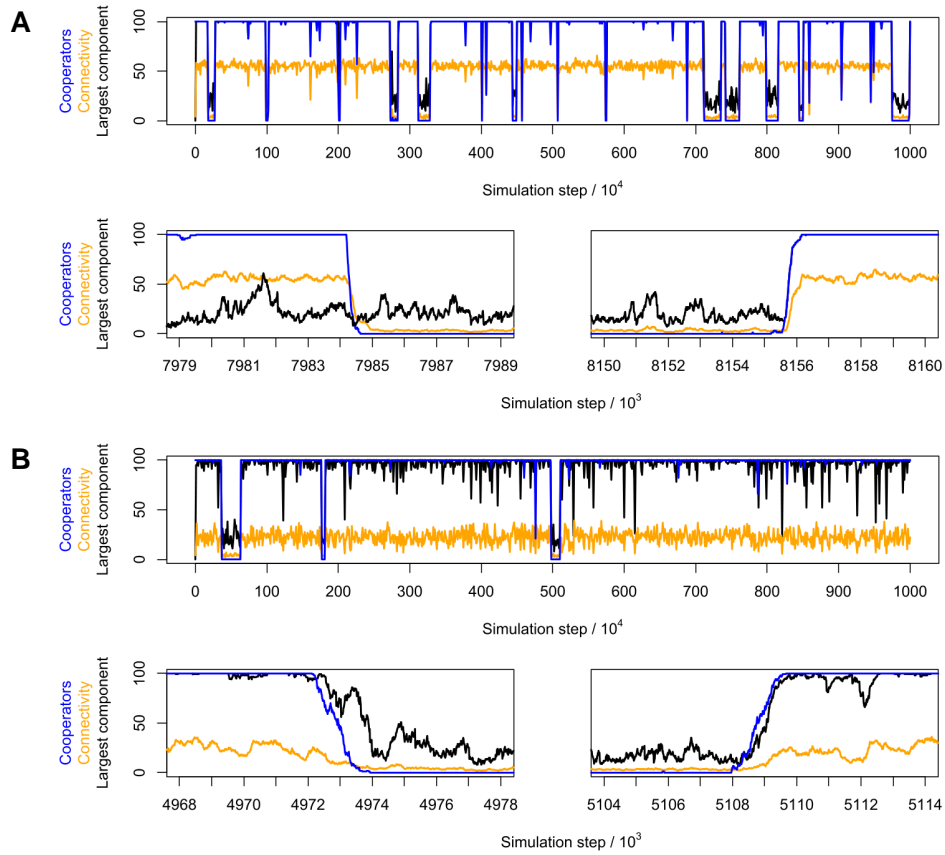 A
Cooperators
Connectivity
Largest component
0 50 100
0 100 200 300 400 500 600 700 800 900 1000
Simulation step / 10⁴
Cooperators
Connectivity
Largest component
0 50 100
7979 7981 7983 7985 7987 7989
8150 8152 8154 8156 8158 8160
Simulation step / 10³
B
Cooperators
Connectivity
Largest component
0 50 100
0 100 200 300 400 500 600 700 800 900 1000
Simulation step / 10⁴
Cooperators
Connectivity
Largest component
0 50 100
4968 4970 4972 4974 4976 4978
5104 5106 5108 5110 5112 5114
Simulation step / 10³